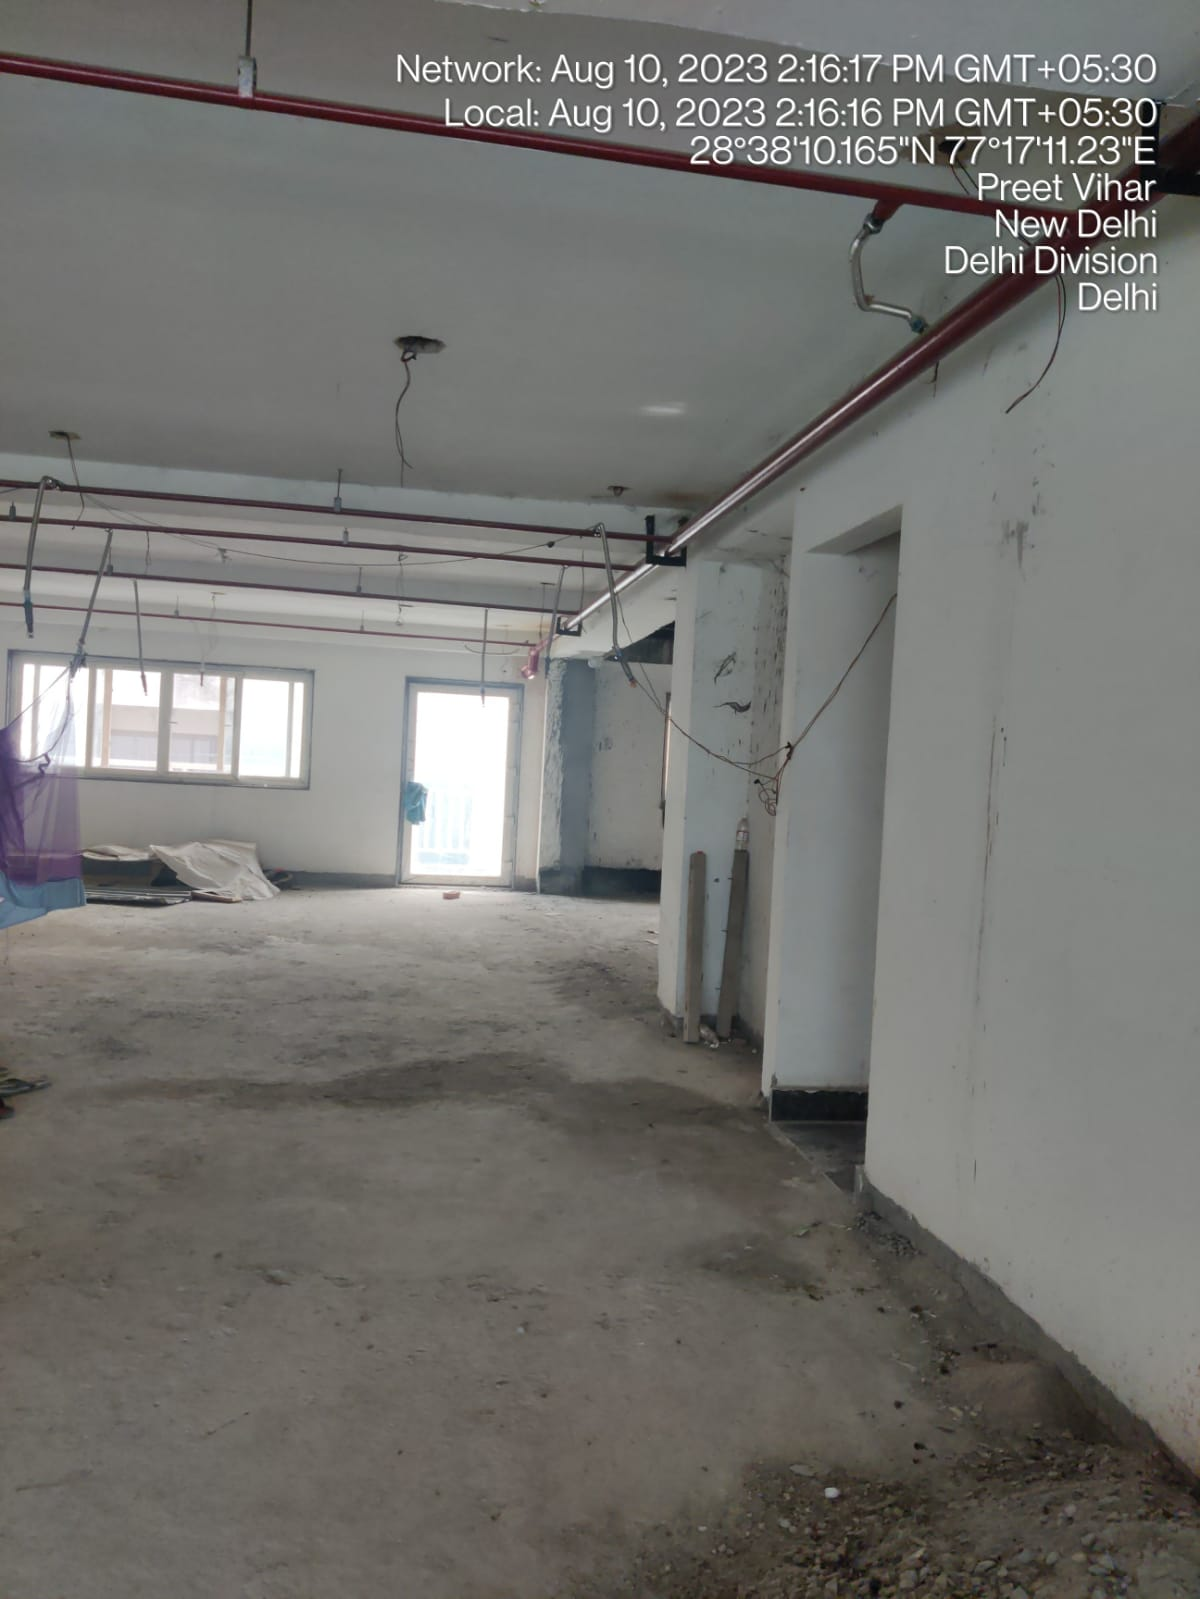 Network: Aug 10, 2023 2:16:17 PM GMT+05:30
Local: Aug 10, 2023 2:16:16 PM GMT+05:30
28°38'10.165"N 77°17'11.23"E
Preet Vihar
New Delhi
Delhi Division
Delhi